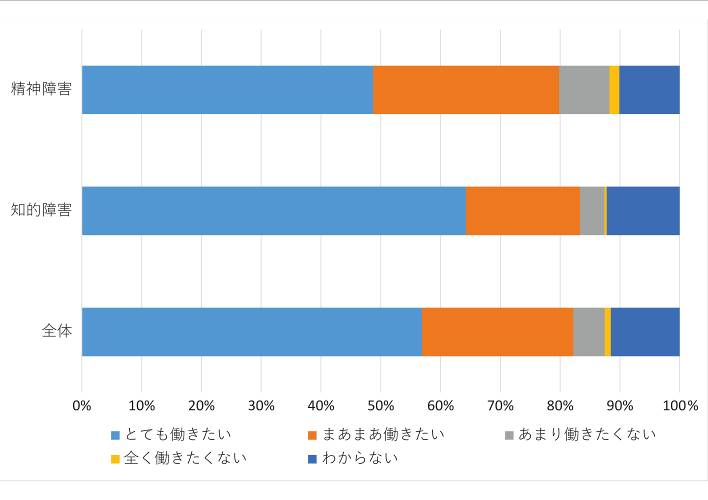 精神障害
知的障害
全体
0% 10% 20% 30% 40% 50% 60% 70% 80% 90% 100%
とても働きたい まあまあ働きたい あまり働きたくない
全く働きたくない わからない